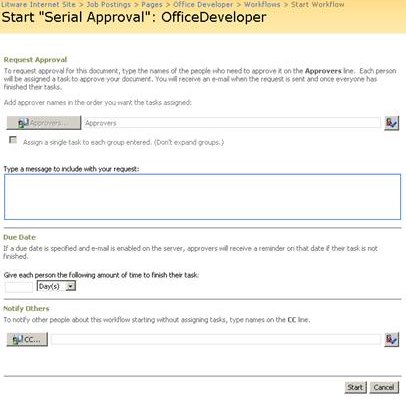 Litware Internet Site > Job Postings > Pages > Office Developer > Workflows > Start Workflow
Start "Serial Approval": OfficeDeveloper
Request Approval
To request approval for this document, type the names of the people who need to approve it on the Approvers line. Each person
will be assigned a task to approve your document. You will receive an e-mail when the request is sent and once everyone has
finished their tasks.
Add approver names in the order you want the tasks assigned:
Approvers... Approvers
Assign a single task to each group entered. (Don't expand groups.)
Type a message to include with your request:
Due Date
If a due date is specified and e-mail is enabled on the server, approvers will receive a reminder on that date if their task is not
finished.
Give each person the following amount of time to finish their task:
Day(s)
Notify Others
To notify other people about this workflow starting without assigning tasks, type names on the CC line.
CC...
Start Cancel